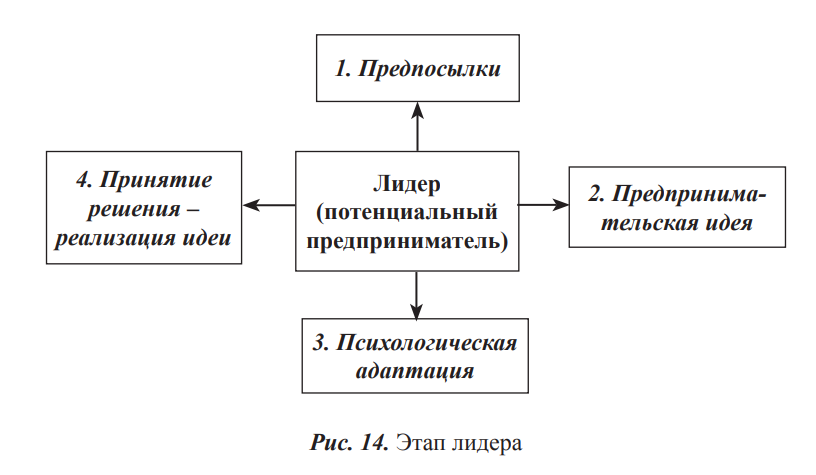 1. Предпосылки
4. Принятие
решения –
реализация идеи
Лидер
(потенциальный
предприниматель)
2. Предпринима-
тельская идея
3. Психологическая
адаптация
Рис. 14. Этап лидера